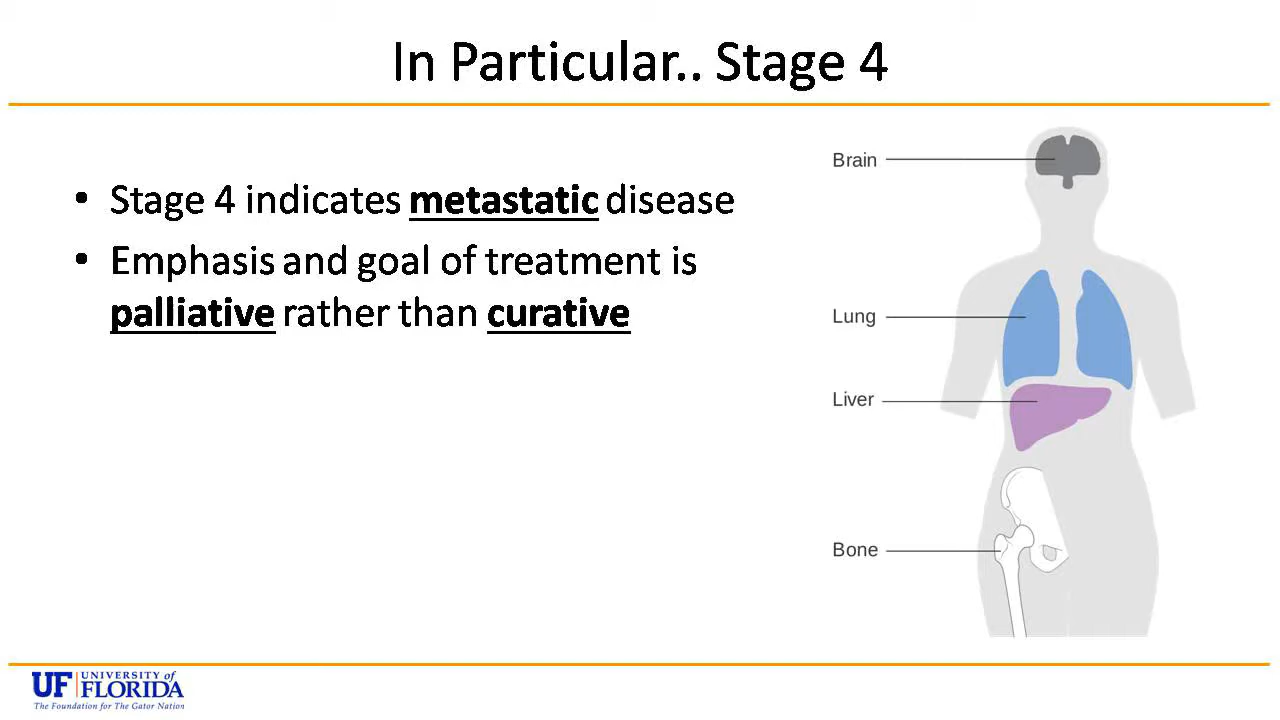 In Particular.. Stage 4
• Stage 4 indicates metastatic disease
• Emphasis and goal of treatment is
palliative rather than curative
Brain
Lung
Liver
Bone
UF UNIVERSITY of
FLORIDA
The Foundation for The Gator Nation